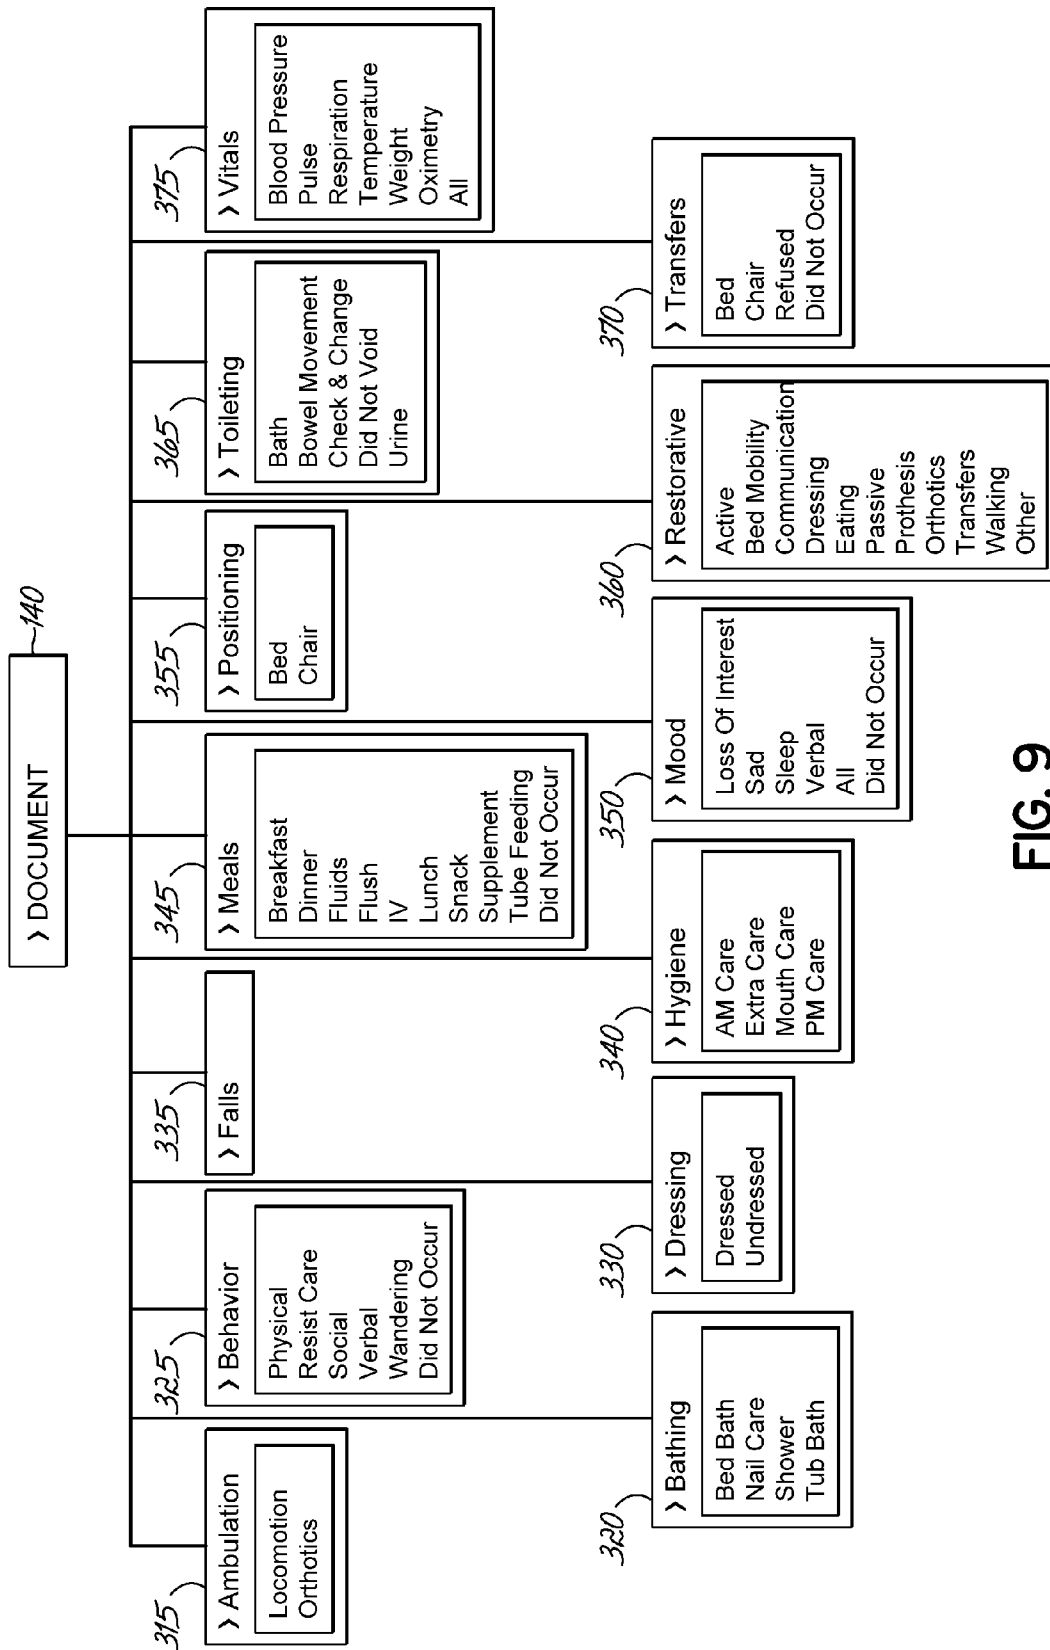 > DOCUMENT
140
315
> Ambulation
Locomotion
Orthotics
325
> Behavior
Physical
Resist Care
Social
Verbal
Wandering
Did Not Occur
335
> Falls
345
> Meals
Breakfast
Dinner
Fluids
Flush
IV
Lunch
Snack
Supplement
Tube Feeding
Did Not Occur
355
> Positioning
Bed
Chair
365
> Toileting
Bath
Bowel Movement
Check & Change
Did Not Void
Urine
375
> Vitals
Blood Pressure
Pulse
Respiration
Temperature
Weight
Oximetry
All
320
> Bathing
Bed Bath
Nail Care
Shower
Tub Bath
330
> Dressing
Dressed
Undressed
340
> Hygiene
AM Care
Extra Care
Mouth Care
PM Care
350
> Mood
Loss Of Interest
Sad
Sleep
Verbal
All
Did Not Occur
360
> Restorative
Active
Bed Mobility
Communication
Dressing
Eating
Passive
Prothesis
Orthotics
Transfers
Walking
Other
370
> Transfers
Bed
Chair
Refused
Did Not Occur
FIG. 9